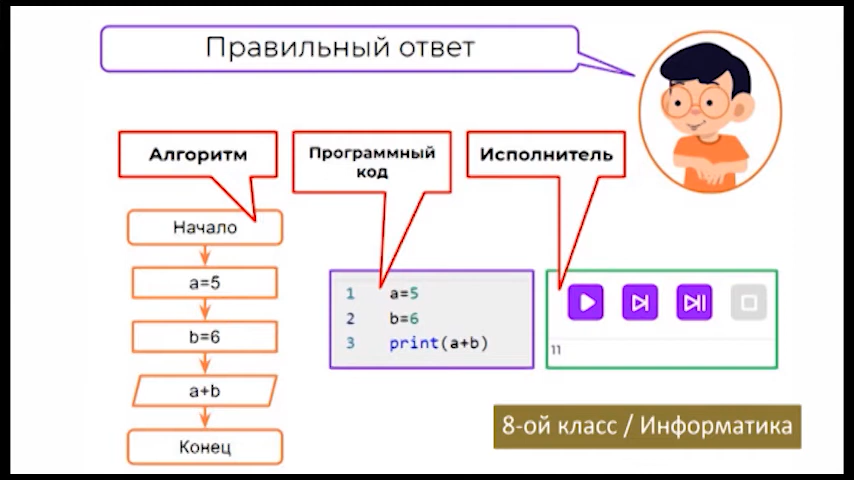 Правильный ответ
Алгоритм
Программный
код
Исполнитель
Начало
a=5
b=6
a+b
Конец
1 a=5
2 b=6
3 print(a+b)
11
8-ой класс / Информатика